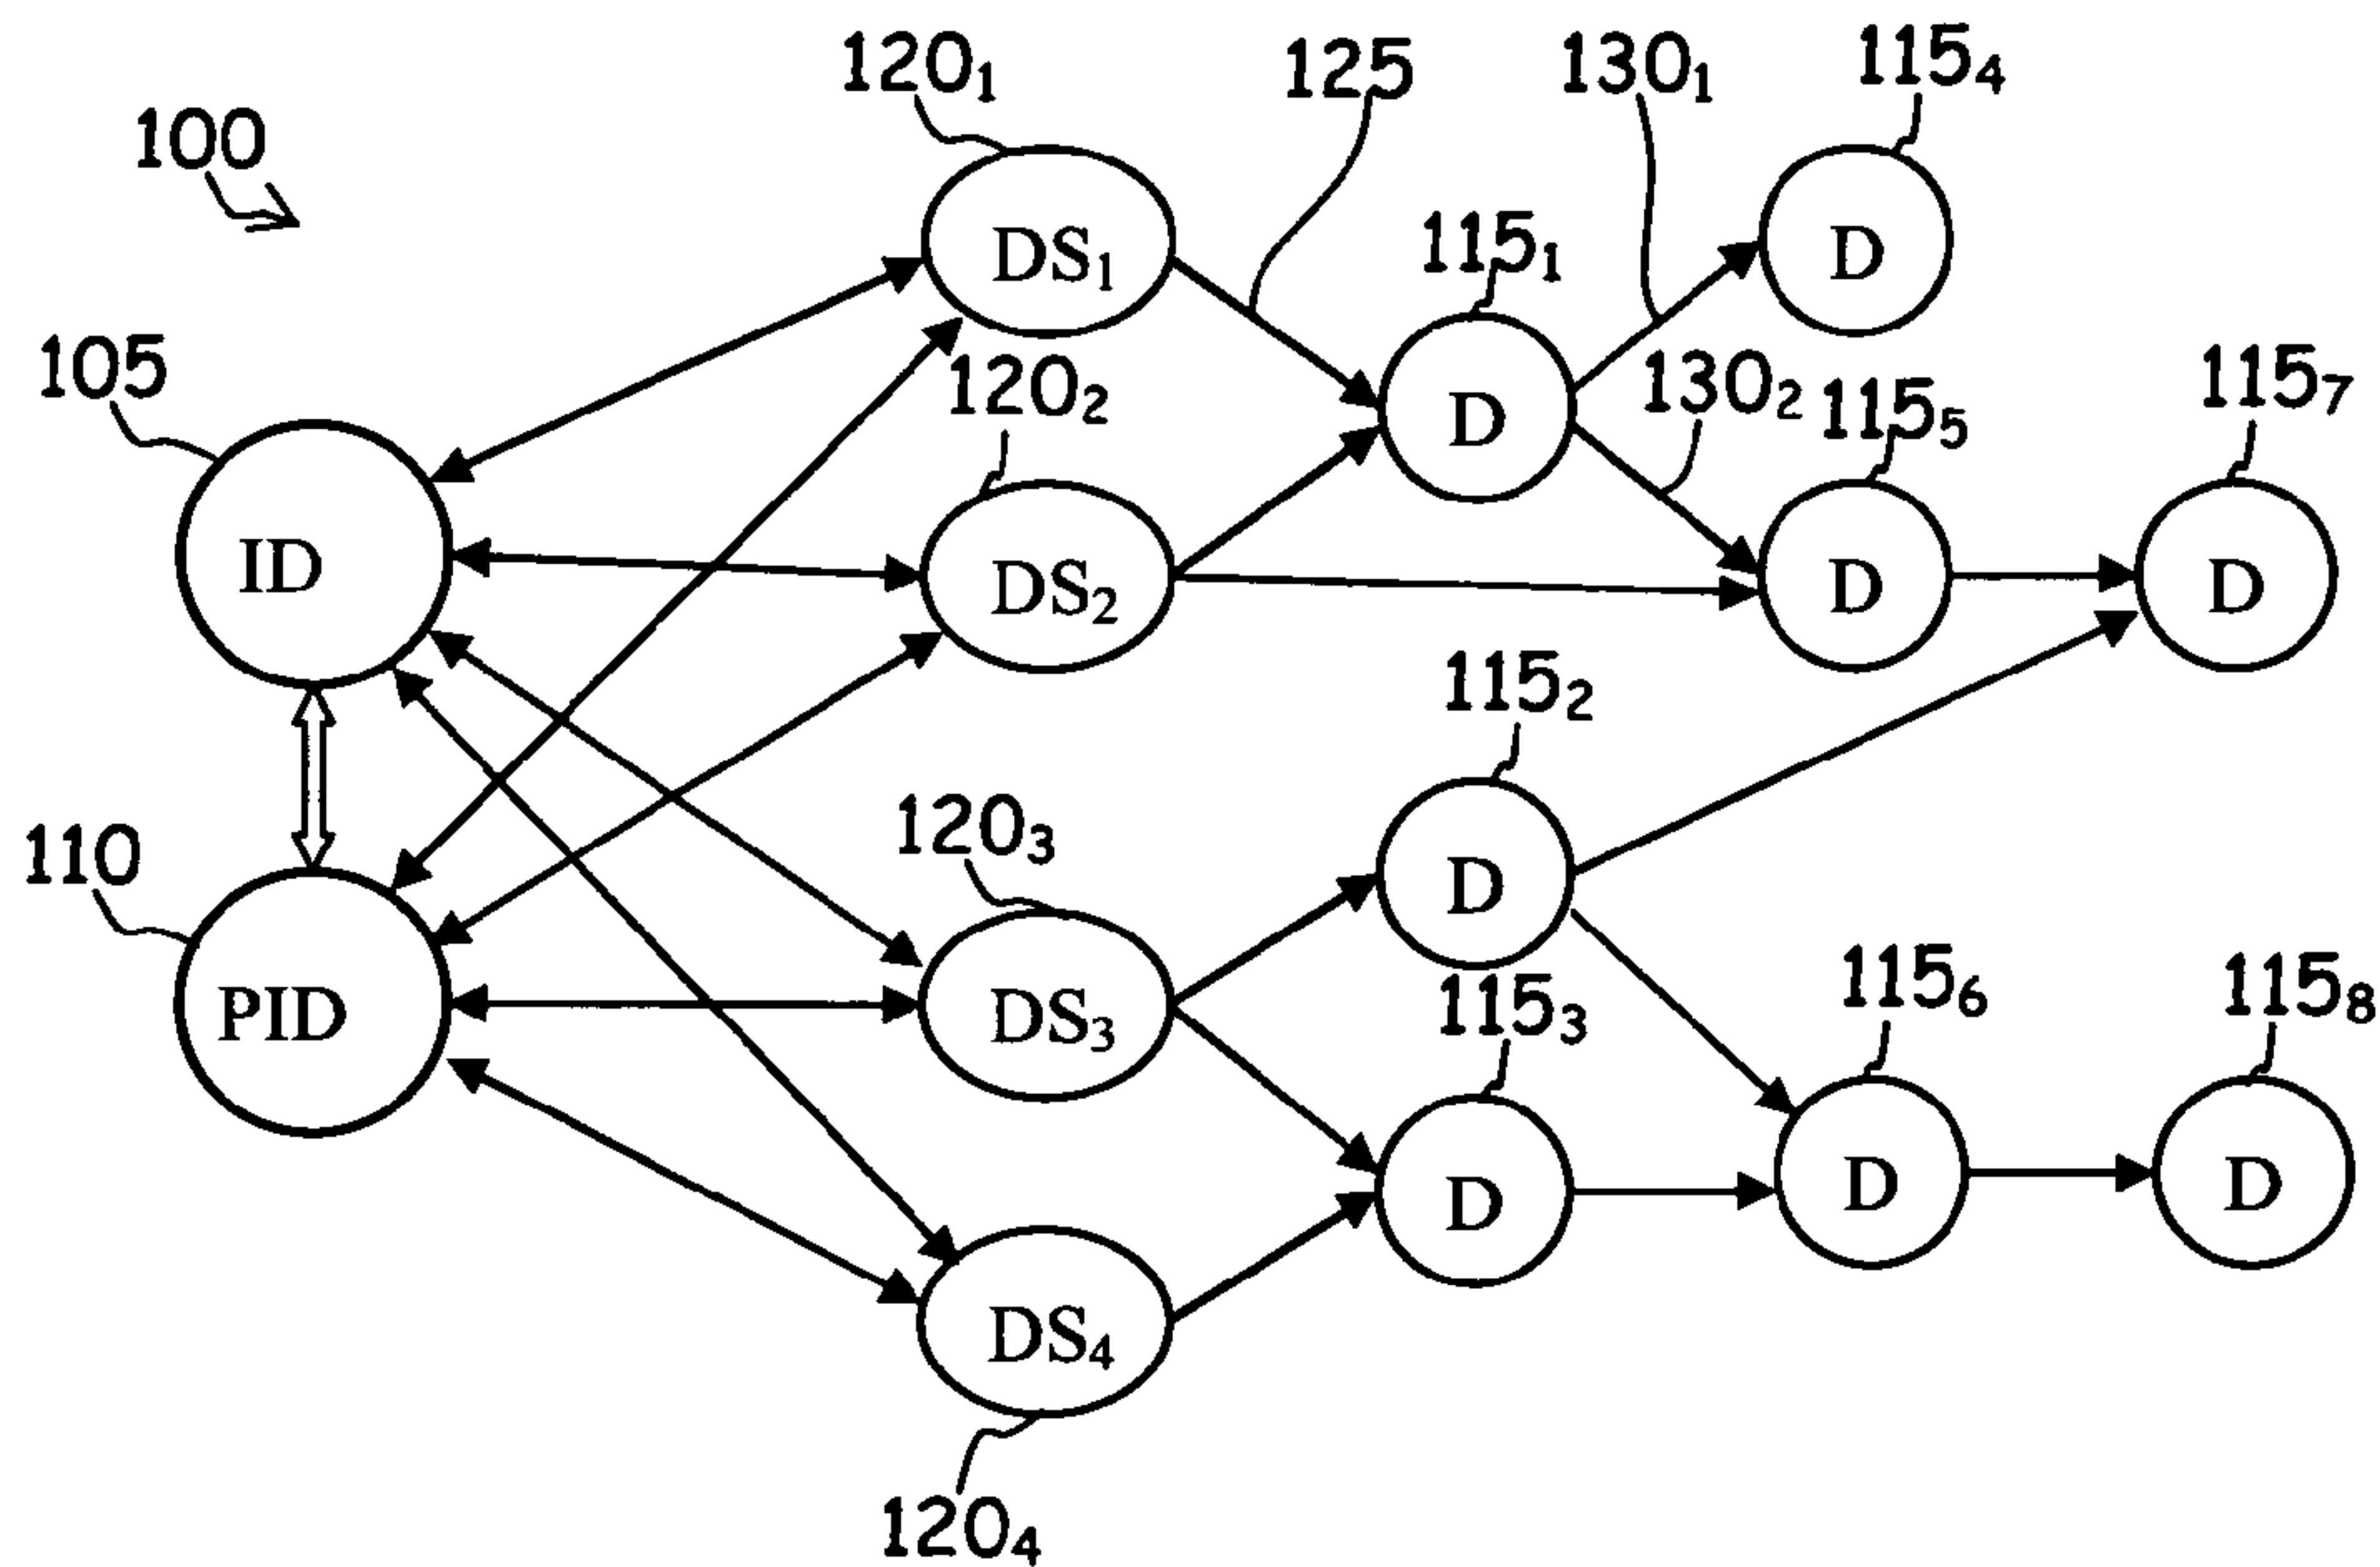 120₁
125
130₁
115₄
100
DS₁
115₁
D
105
120₂
D
130₂
115₅
115₇
ID
DS₂
D
D
115₂
110
120₃
D
PID
DS₃
115₃
115₆
115₈
D
D
D
DS₄
120₄